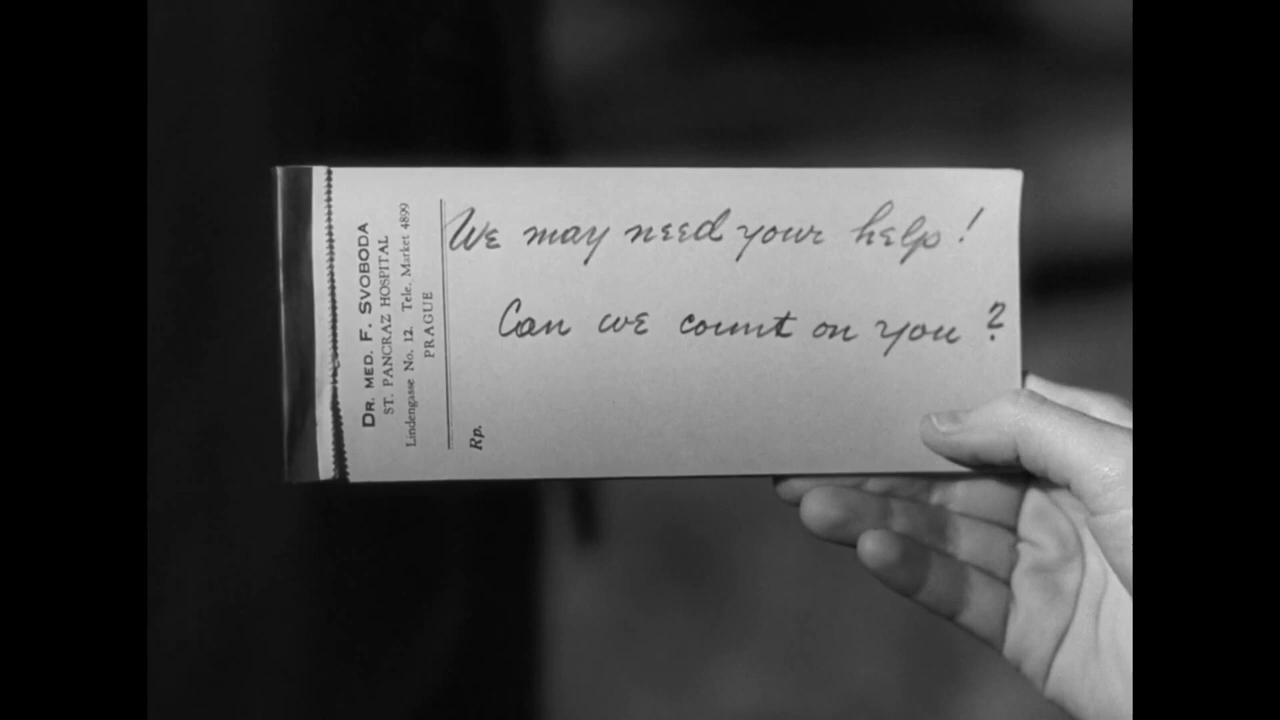 DR. MED. F. SVOBODA
ST. PANCRAZ HOSPITAL
Lindengasse No. 12. Tele. Market 4899
PRAGUE
Rp.
We may need your help!
Can we count on you?